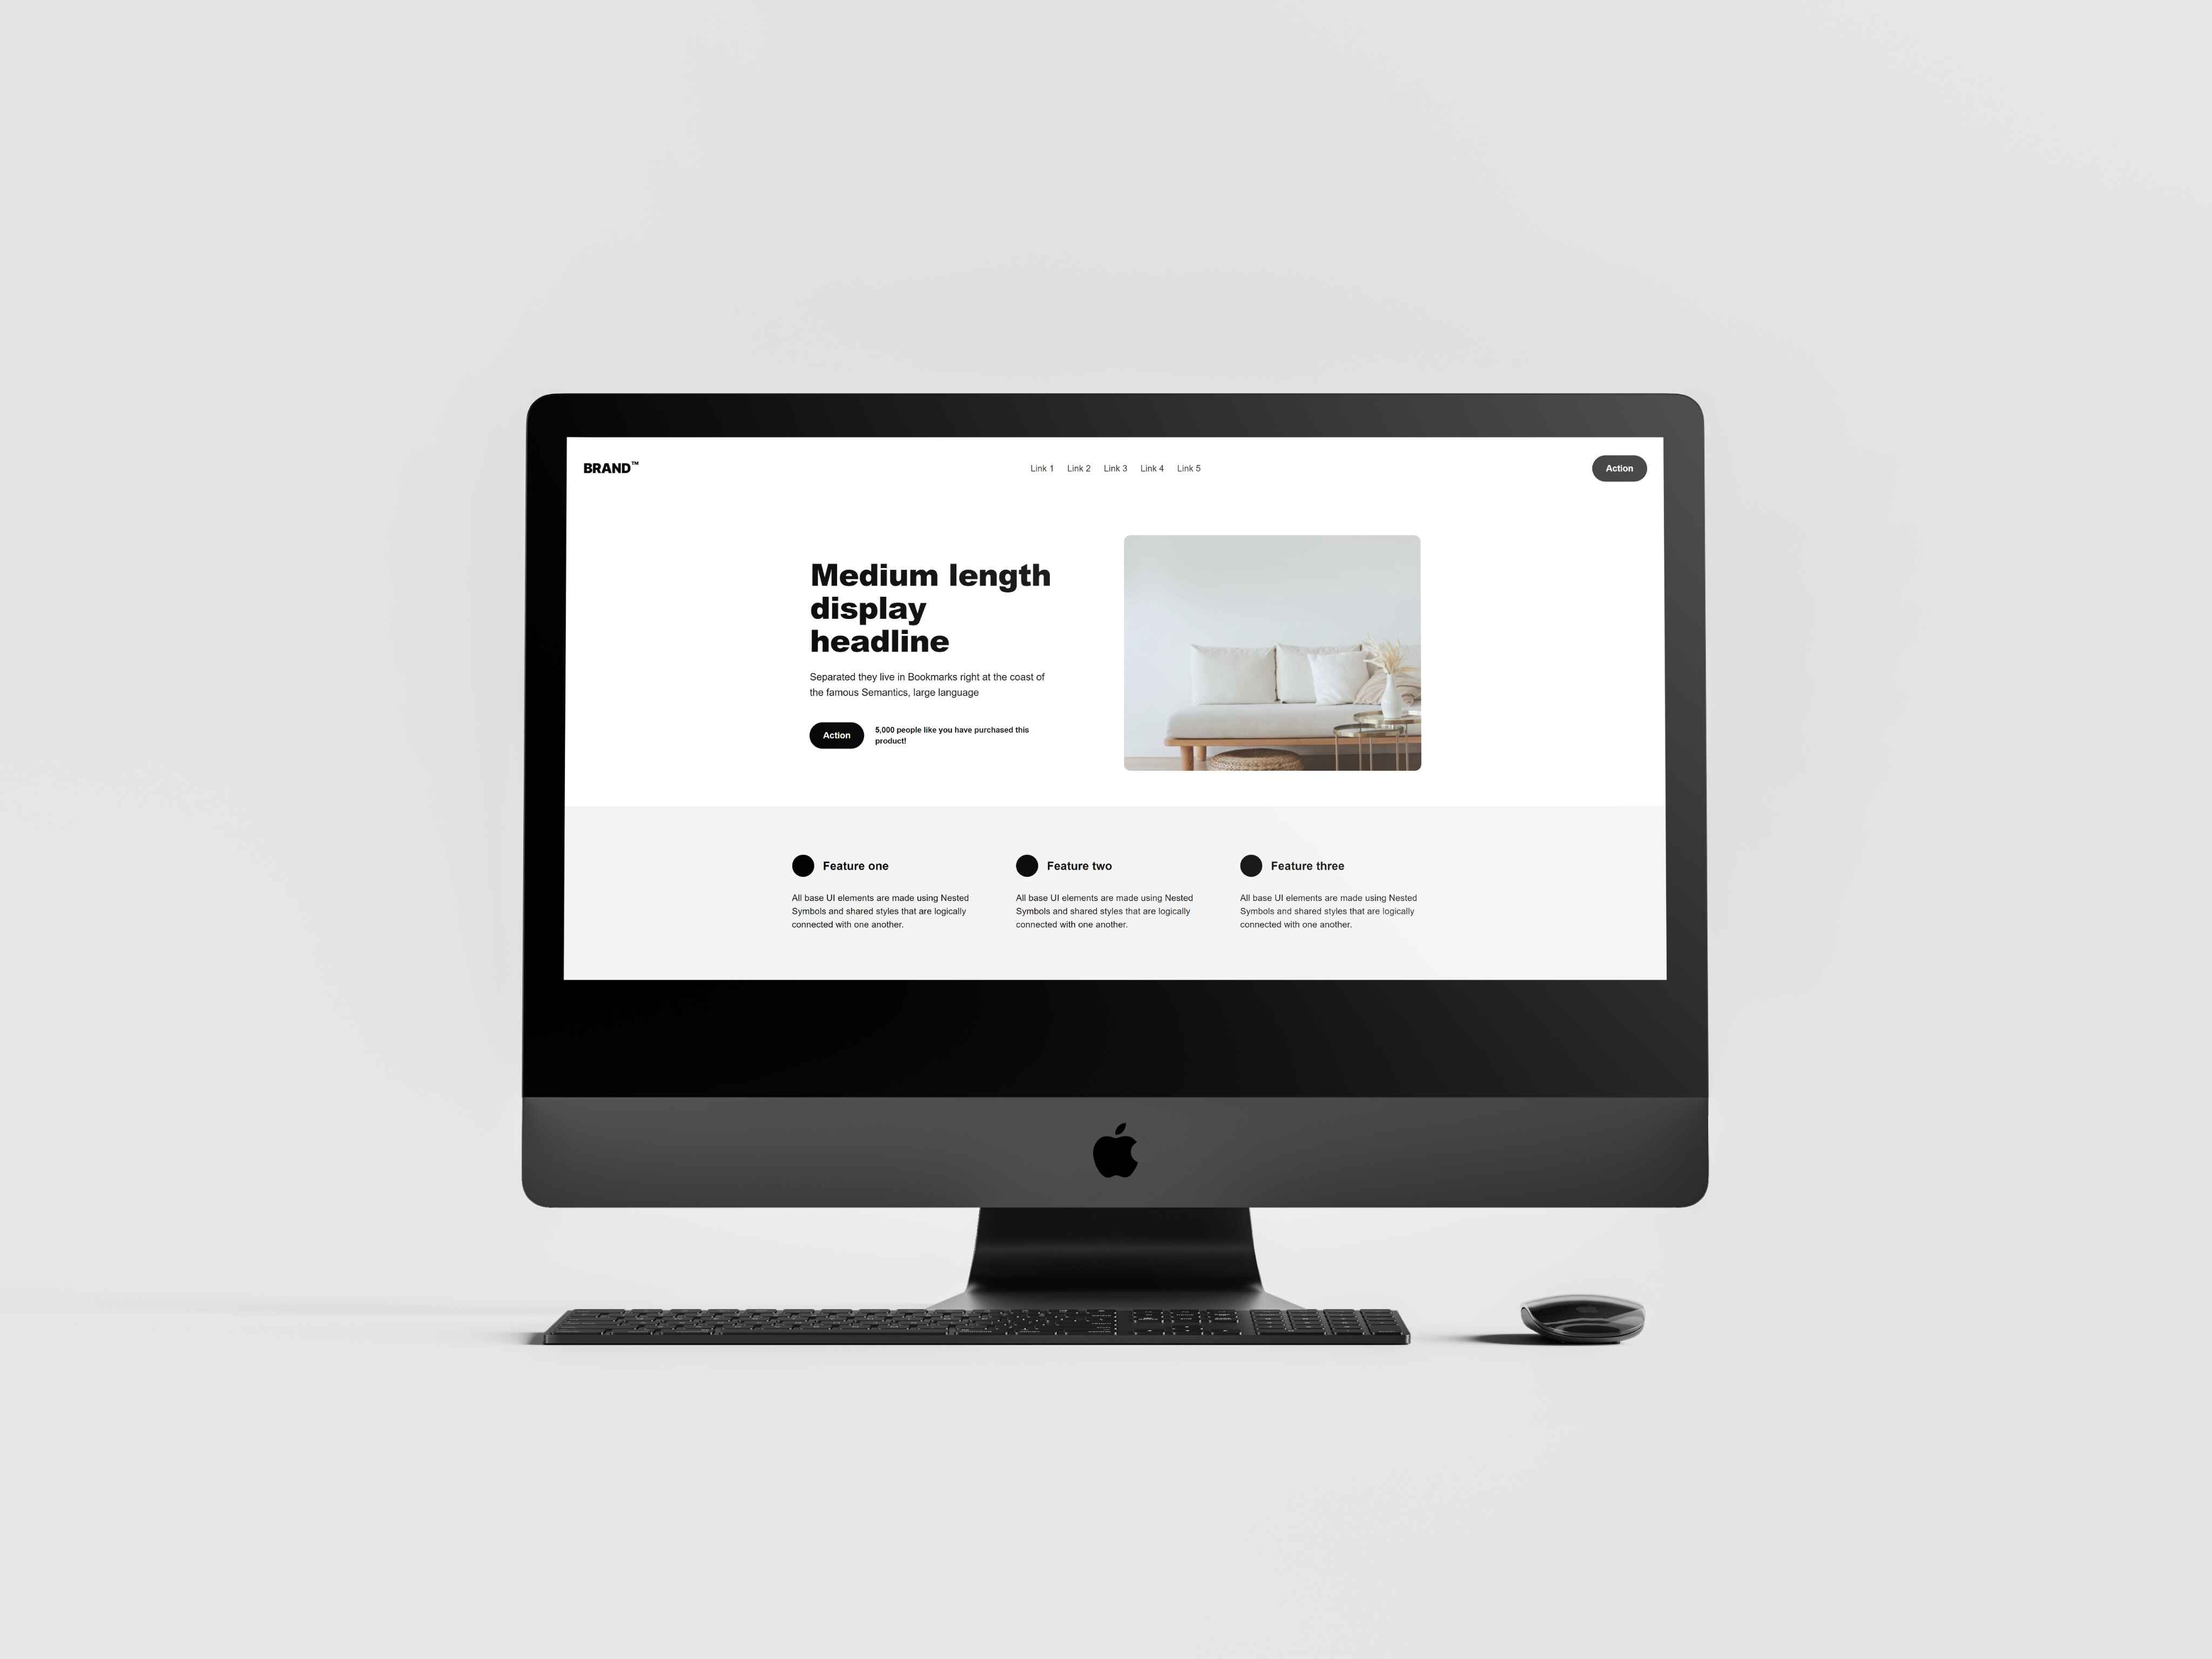 BRAND™
Link 1 Link 2 Link 3 Link 4 Link 5
Action
Medium length
display
headline
Separated they live in Bookmarks right at the coast of
the famous Semantics, large language
Action
5,000 people like you have purchased this
product!
Feature one
All base UI elements are made using Nested
Symbols and shared styles that are logically
connected with one another.
Feature two
All base UI elements are made using Nested
Symbols and shared styles that are logically
connected with one another.
Feature three
All base UI elements are made using Nested
Symbols and shared styles that are logically
connected with one another.